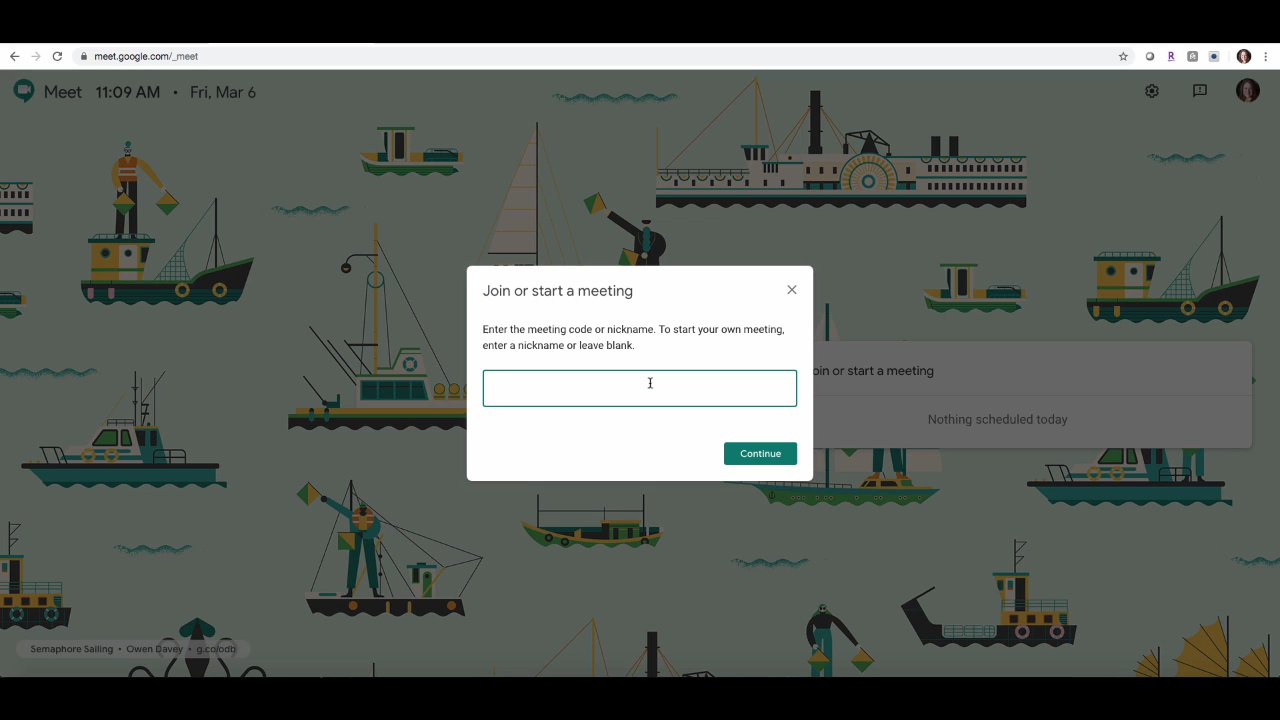 meet.google.com/_meet
R
Meet 11:09 AM • Fri, Mar 6
Join or start a meeting
Enter the meeting code or nickname. To start your own meeting,
enter a nickname or leave blank.
Continue
oin or start a meeting
Nothing scheduled today
Semaphore Sailing • Owen Davey • g.co/odb